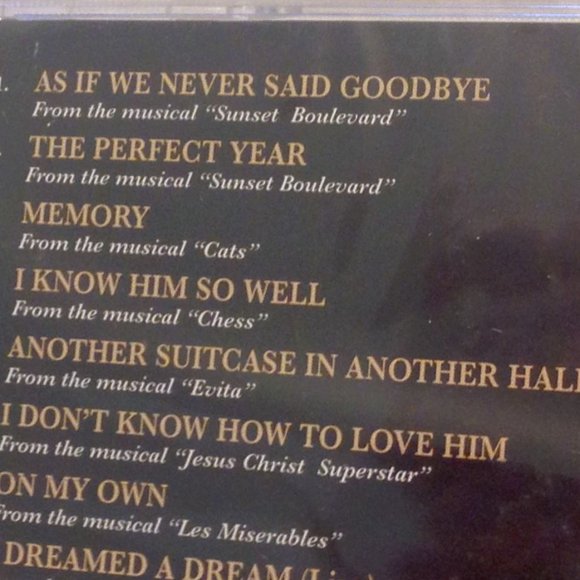 1. AS IF WE NEVER SAID GOODBYE
From the musical "Sunset Boulevard"
THE PERFECT YEAR
From the musical "Sunset Boulevard"
MEMORY
From the musical "Cats"
I KNOW HIM SO WELL
From the musical "Chess"
ANOTHER SUITCASE IN ANOTHER HALL
From the musical "Evita"
I DON'T KNOW HOW TO LOVE HIM
From the musical "Jesus Christ Superstar"
ON MY OWN
From the musical "Les Miserables"
DREAMED A DREAM (Live)